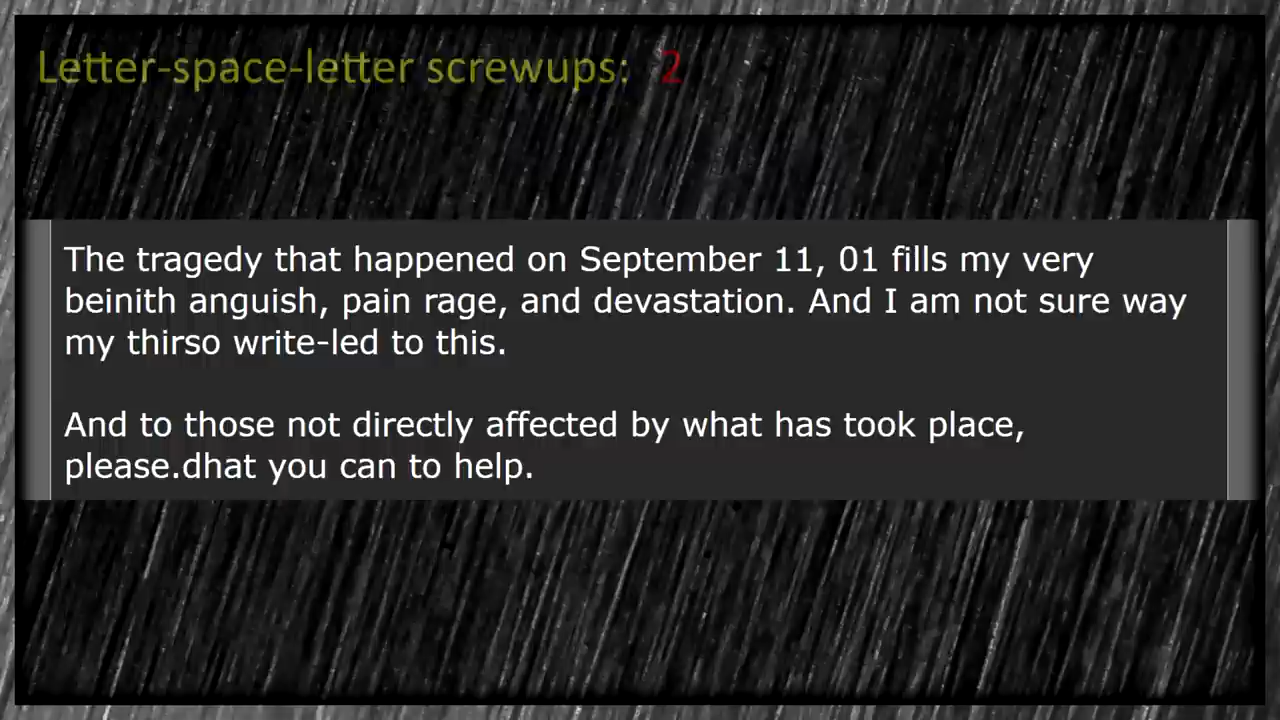 Letter-space-letter screwups: 2
The tragedy that happened on September 11, 01 fills my very
beinith anguish, pain rage, and devastation. And I am not sure way
my thirso write-led to this.
And to those not directly affected by what has took place,
please.dhat you can to help.